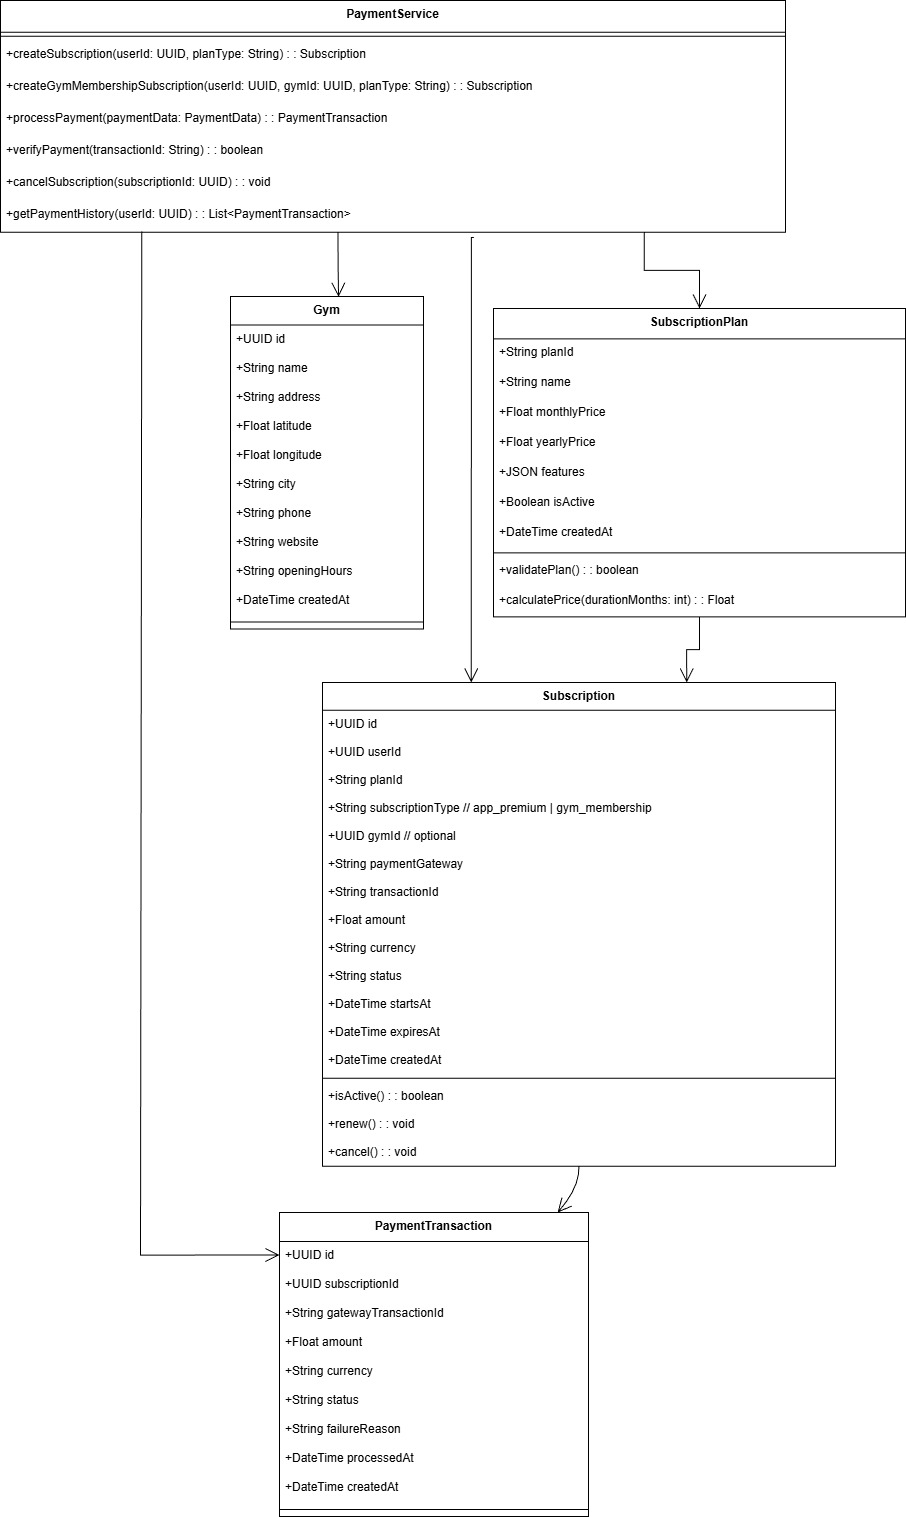 PaymentService
+createSubscription(userId: UUID, planType: String) : : Subscription
+createGymMembershipSubscription(userId: UUID, gymId: UUID, planType: String) : : Subscription
+processPayment(paymentData: PaymentData) : : PaymentTransaction
+verifyPayment(transactionId: String) : : boolean
+cancelSubscription(subscriptionId: UUID) : : void
+getPaymentHistory(userId: UUID) : : List<PaymentTransaction>
Gym
+UUID id
+String name
+String address
+Float latitude
+Float longitude
+String city
+String phone
+String website
+String openingHours
+DateTime createdAt
SubscriptionPlan
+String planId
+String name
+Float monthlyPrice
+Float yearlyPrice
+JSON features
+Boolean isActive
+DateTime createdAt
+validatePlan() : : boolean
+calculatePrice(durationMonths: int) : : Float
Subscription
+UUID id
+UUID userId
+String planId
+String subscriptionType // app_premium | gym_membership
+UUID gymId // optional
+String paymentGateway
+String transactionId
+Float amount
+String currency
+String status
+DateTime startsAt
+DateTime expiresAt
+DateTime createdAt
+isActive() : : boolean
+renew() : : void
+cancel() : : void
PaymentTransaction
+UUID id
+UUID subscriptionId
+String gatewayTransactionId
+Float amount
+String currency
+String status
+String failureReason
+DateTime processedAt
+DateTime createdAt